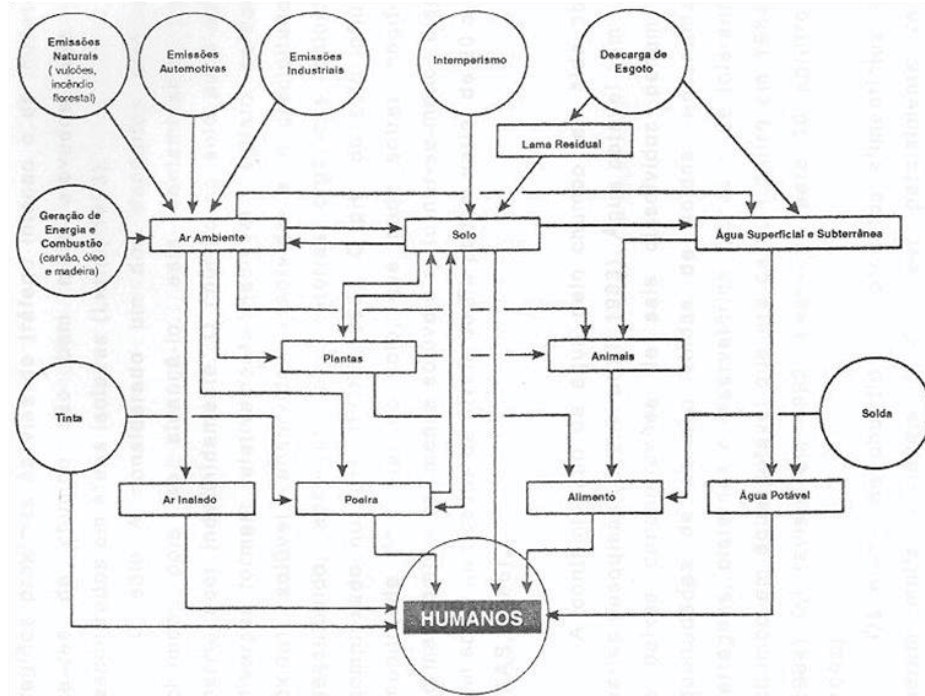 Emissões
Naturais
( vulcões,
incêndio
florestal)
Emissões
Automotivas
Emissões
Industriais
Intemperismo
Descarga de
Esgoto
Lama Residual
Geração de
Energia e
Combustão
(carvão, óleo
e madeira)
Ar Ambiente
Solo
Água Superficial e Subterrânea
Plantas
Animais
Tinta
Solda
Ar Inalado
Poeira
Alimento
Água Potável
HUMANOS